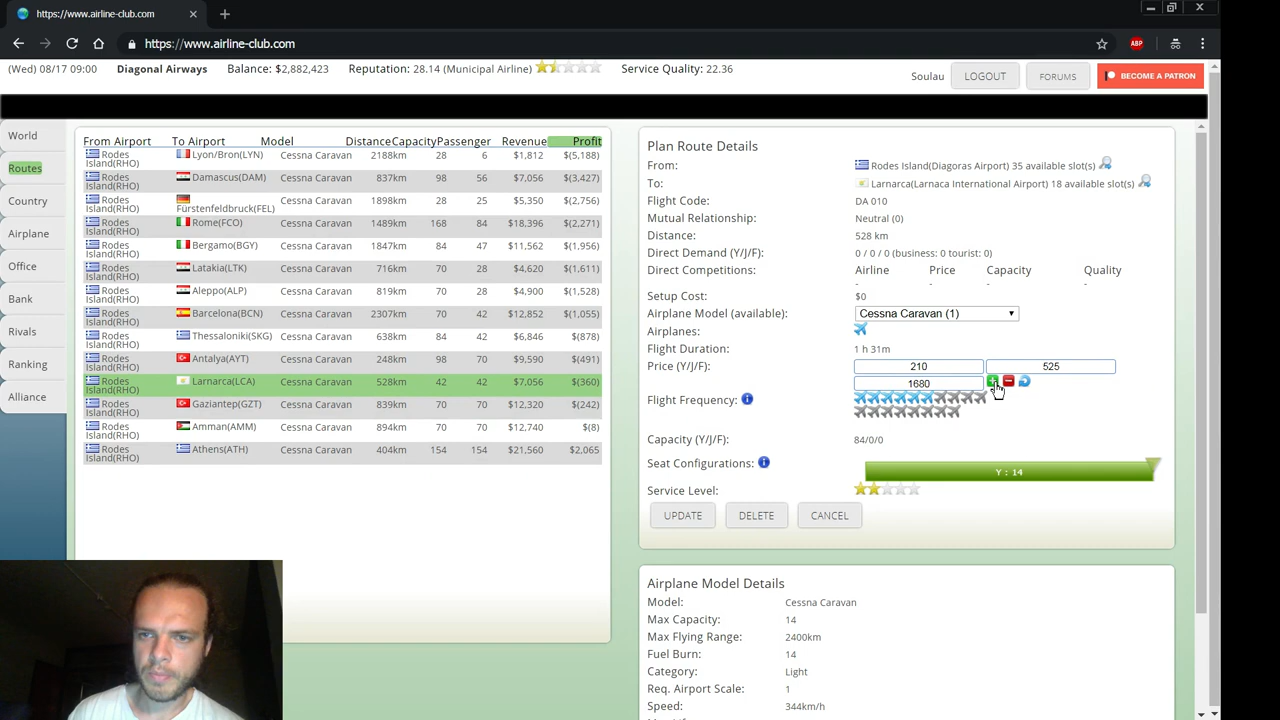 https://www.airline-club.com
https://www.airline-club.com
ABP
(Wed) 08/17 09:00 Diagonal Airways Balance: $2,882,423 Reputation: 28.14 (Municipal Airline) Service Quality: 22.36
Soulau LOGOUT FORUMS BECOME A PATRON
World
Routes
Country
Airplane
Office
Bank
Rivals
Ranking
Alliance
From Airport To Airport Model Distance Capacity Passenger Revenue Profit
Rodes Island(RHO) Lyon/Bron(LYN) Cessna Caravan 2188km 28 6 $1,812 $(5,188)
Rodes Island(RHO) Damascus(DAM) Cessna Caravan 837km 98 56 $7,056 $(3,427)
Rodes Island(RHO) Fürstenfeldbruck(FEL) Cessna Caravan 1898km 28 25 $5,350 $(2,756)
Rodes Island(RHO) Rome(FCO) Cessna Caravan 1489km 168 84 $18,396 $(2,271)
Rodes Island(RHO) Bergamo(BGY) Cessna Caravan 1847km 84 47 $11,562 $(1,956)
Rodes Island(RHO) Latakia(LTK) Cessna Caravan 716km 70 28 $4,620 $(1,611)
Rodes Island(RHO) Aleppo(ALP) Cessna Caravan 819km 70 28 $4,900 $(1,528)
Rodes Island(RHO) Barcelona(BCN) Cessna Caravan 2307km 70 42 $12,852 $(1,055)
Rodes Island(RHO) Thessaloniki(SKG) Cessna Caravan 638km 84 42 $6,846 $(878)
Rodes Island(RHO) Antalya(AYT) Cessna Caravan 248km 98 70 $9,590 $(491)
Rodes Island(RHO) Larnarca(LCA) Cessna Caravan 528km 42 42 $7,056 $(360)
Rodes Island(RHO) Gaziantep(GZT) Cessna Caravan 839km 70 70 $12,320 $(242)
Rodes Island(RHO) Amman(AMM) Cessna Caravan 894km 70 70 $12,740 $(8)
Rodes Island(RHO) Athens(ATH) Cessna Caravan 404km 154 154 $21,560 $2,065
Plan Route Details
From: Rodes Island(Diagoras Airport) 35 available slot(s)
To: Larnarca(Larnaca International Airport) 18 available slot(s)
Flight Code: DA 010
Mutual Relationship: Neutral (0)
Distance: 528 km
Direct Demand (Y/J/F): 0 / 0 / 0 (business: 0 tourist: 0)
Direct Competitions: Airline Price Capacity Quality
- - - -
Setup Cost: $0
Airplane Model (available): Cessna Caravan (1)
Airplanes:
Flight Duration: 1 h 31m
Price (Y/J/F): 210 525
1680
Flight Frequency:
Capacity (Y/J/F): 84/0/0
Seat Configurations: Y : 14
Service Level:
UPDATE DELETE CANCEL
Airplane Model Details
Model: Cessna Caravan
Max Capacity: 14
Max Flying Range: 2400km
Fuel Burn: 14
Category: Light
Req. Airport Scale: 1
Speed: 344km/h